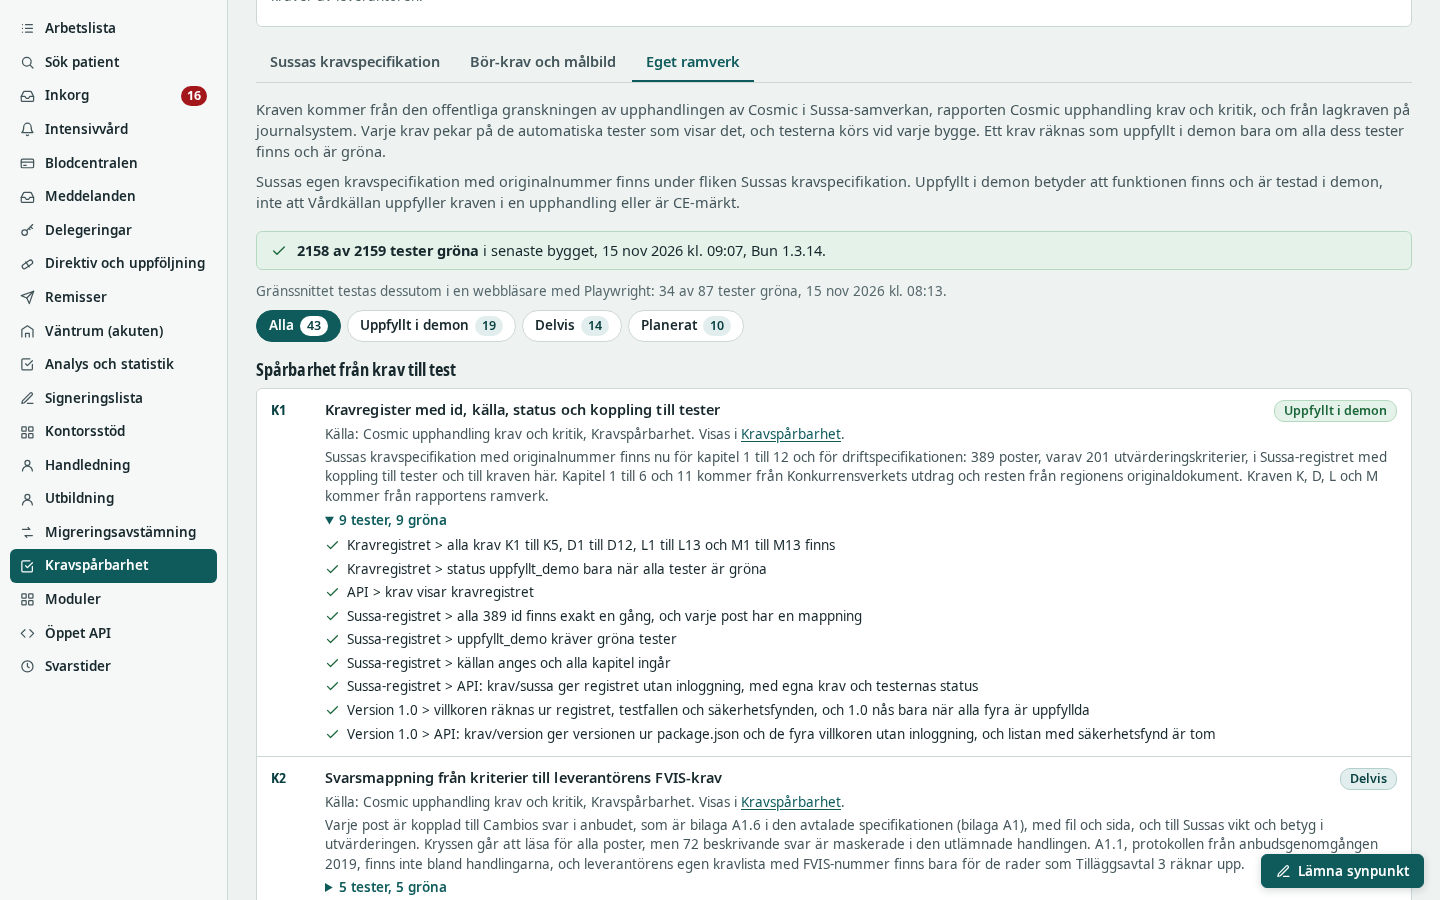 kraver av leverantören.
Arbetslista
Sök patient
Inkorg 16
Intensivvård
Blodcentralen
Meddelanden
Delegeringar
Direktiv och uppföljning
Remisser
Väntrum (akuten)
Analys och statistik
Signeringslista
Kontorsstöd
Handledning
Utbildning
Migreringsavstämning
Kravspårbarhet
Moduler
Öppet API
Svarstider
Sussas kravspecifikation Bör-krav och målbild Eget ramverk
Kraven kommer från den offentliga granskningen av upphandlingen av Cosmic i Sussa-samverkan, rapporten Cosmic upphandling krav och kritik, och från lagkraven på
journalsystem. Varje krav pekar på de automatiska tester som visar det, och testerna körs vid varje bygge. Ett krav räknas som uppfyllt i demon bara om alla dess tester
finns och är gröna.
Sussas egen kravspecifikation med originalnummer finns under fliken Sussas kravspecifikation. Uppfyllt i demon betyder att funktionen finns och är testad i demon,
inte att Vårdkällan uppfyller kraven i en upphandling eller är CE-märkt.
2158 av 2159 tester gröna i senaste bygget, 15 nov 2026 kl. 09:07, Bun 1.3.14.
Gränssnittet testas dessutom i en webbläsare med Playwright: 34 av 87 tester gröna, 15 nov 2026 kl. 08:13.
Alla 43 Uppfyllt i demon 19 Delvis 14 Planerat 10
Spårbarhet från krav till test
K1 Kravregister med id, källa, status och koppling till tester Uppfyllt i demon
Källa: Cosmic upphandling krav och kritik, Kravspårbarhet. Visas i Kravspårbarhet.
Sussas kravspecifikation med originalnummer finns nu för kapitel 1 till 12 och för driftspecifikationen: 389 poster, varav 201 utvärderingskriterier, i Sussa-registret med
koppling till tester och till kraven här. Kapitel 1 till 6 och 11 kommer från Konkurrensverkets utdrag och resten från regionens originaldokument. Kraven K, D, L och M
kommer från rapportens ramverk.
9 tester, 9 gröna
Kravregistret > alla krav K1 till K5, D1 till D12, L1 till L13 och M1 till M13 finns
Kravregistret > status uppfyllt_demo bara när alla tester är gröna
API > krav visar kravregistret
Sussa-registret > alla 389 id finns exakt en gång, och varje post har en mappning
Sussa-registret > uppfyllt_demo kräver gröna tester
Sussa-registret > källan anges och alla kapitel ingår
Sussa-registret > API: krav/sussa ger registret utan inloggning, med egna krav och testernas status
Version 1.0 > villkoren räknas ur registret, testfallen och säkerhetsfynden, och 1.0 nås bara när alla fyra är uppfyllda
Version 1.0 > API: krav/version ger versionen ur package.json och de fyra villkoren utan inloggning, och listan med säkerhetsfynd är tom
K2 Svarsmappning från kriterier till leverantörens FVIS-krav Delvis
Källa: Cosmic upphandling krav och kritik, Kravspårbarhet. Visas i Kravspårbarhet.
Varje post är kopplad till Cambios svar i anbudet, som är bilaga A1.6 i den avtalade specifikationen (bilaga A1), med fil och sida, och till Sussas vikt och betyg i
utvärderingen. Kryssen går att läsa för alla poster, men 72 beskrivande svar är maskerade i den utlämnade handlingen. A1.1, protokollen från anbudsgenomgången
2019, finns inte bland handlingarna, och leverantörens egen kravlista med FVIS-nummer finns bara för de rader som Tilläggsavtal 3 räknar upp.
5 tester, 5 gröna
Lämna synpunkt